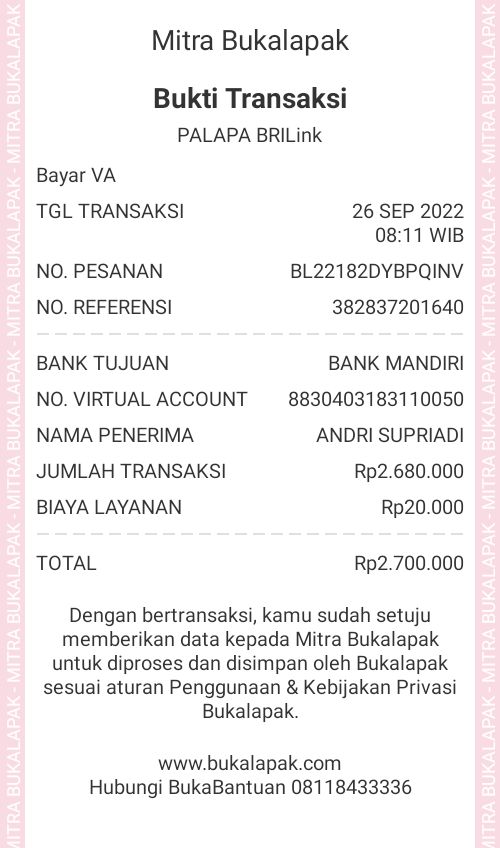 Mitra Bukalapak
Bukti Transaksi
PALAPA BRILink
Bayar VA
TGL TRANSAKSI 26 SEP 2022
08:11 WIB
NO. PESANAN BL22182DYBPQINV
NO. REFERENSI 382837201640
BANK TUJUAN BANK MANDIRI
NO. VIRTUAL ACCOUNT 8830403183110050
NAMA PENERIMA ANDRI SUPRIADI
JUMLAH TRANSAKSI Rp2.680.000
BIAYA LAYANAN Rp20.000
TOTAL Rp2.700.000
Dengan bertransaksi, kamu sudah setuju
memberikan data kepada Mitra Bukalapak
untuk diproses dan disimpan oleh Bukalapak
sesuai aturan Penggunaan & Kebijakan Privasi
Bukalapak.
www.bukalapak.com
Hubungi BukaBantuan 08118433336
MITRA BUKALAPAK - MITRA BUKALAPAK - MITRA BUKALAPAK - MITRA BUKALAPAK - MITRA BUKALAPAK
MITRA BUKALAPAK - MITRA BUKALAPAK - MITRA BUKALAPAK - MITRA BUKALAPAK - MITRA BUKALAPAK